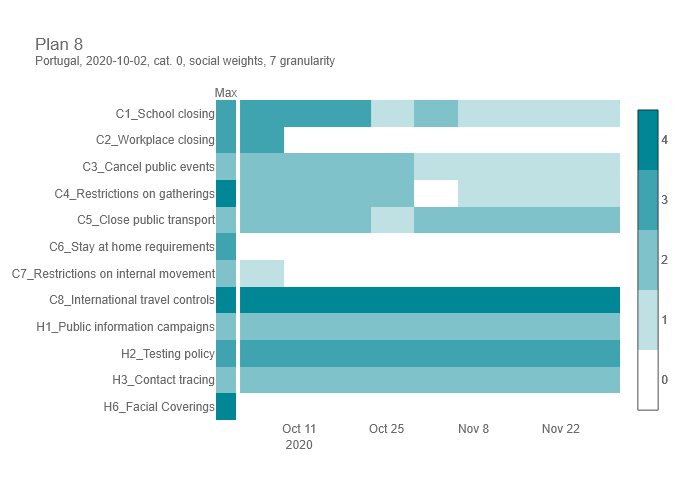 Plan 8
Portugal, 2020-10-02, cat. 0, social weights, 7 granularity
Max
C1_School closing
C2_Workplace closing
C3_Cancel public events
C4_Restrictions on gatherings
C5_Close public transport
C6_Stay at home requirements
C7_Restrictions on internal movement
C8_International travel controls
H1_Public information campaigns
H2_Testing policy
H3_Contact tracing
H6_Facial Coverings
Oct 11
2020
Oct 25
Nov 8
Nov 22
4
3
2
1
0